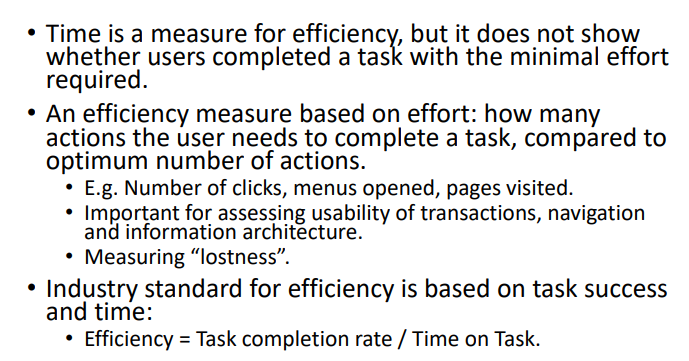 • Time is a measure for efficiency, but it does not show
whether users completed a task with the minimal effort
required.
• An efficiency measure based on effort: how many
actions the user needs to complete a task, compared to
optimum number of actions.
• E.g. Number of clicks, menus opened, pages visited.
• Important for assessing usability of transactions, navigation
and information architecture.
• Measuring “lostness”.
• Industry standard for efficiency is based on task success
and time:
• Efficiency = Task completion rate / Time on Task.